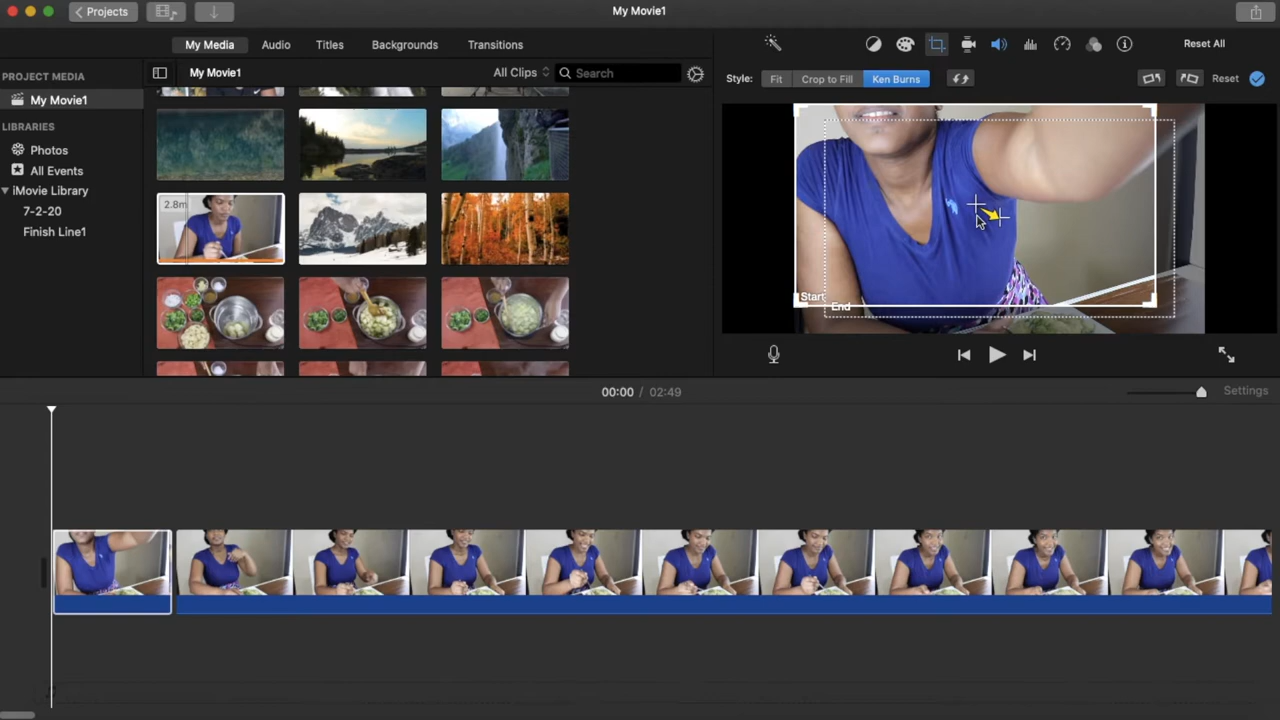 Projects
My Movie1
My Media
Audio
Titles
Backgrounds
Transitions
Reset All
PROJECT MEDIA
My Movie1
All Clips
Search
Style:
Fit
Crop to Fill
Ken Burns
Reset
My Movie1
LIBRARIES
Photos
All Events
iMovie Library
7-2-20
Finish Line1
2.8m
Start
End
00:00 / 02:49
Settings